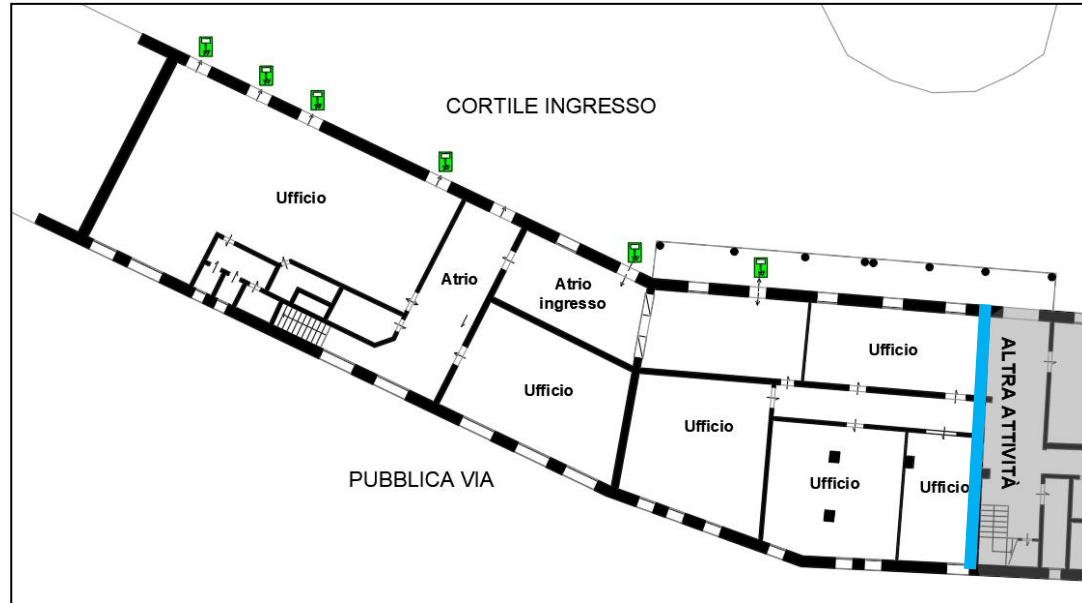 CORTILE INGRESSO
Ufficio
Atrio
Atrio
ingresso
Ufficio
Ufficio
Ufficio
Ufficio
Ufficio
ALTRA ATTIVITÀ
PUBBLICA VIA